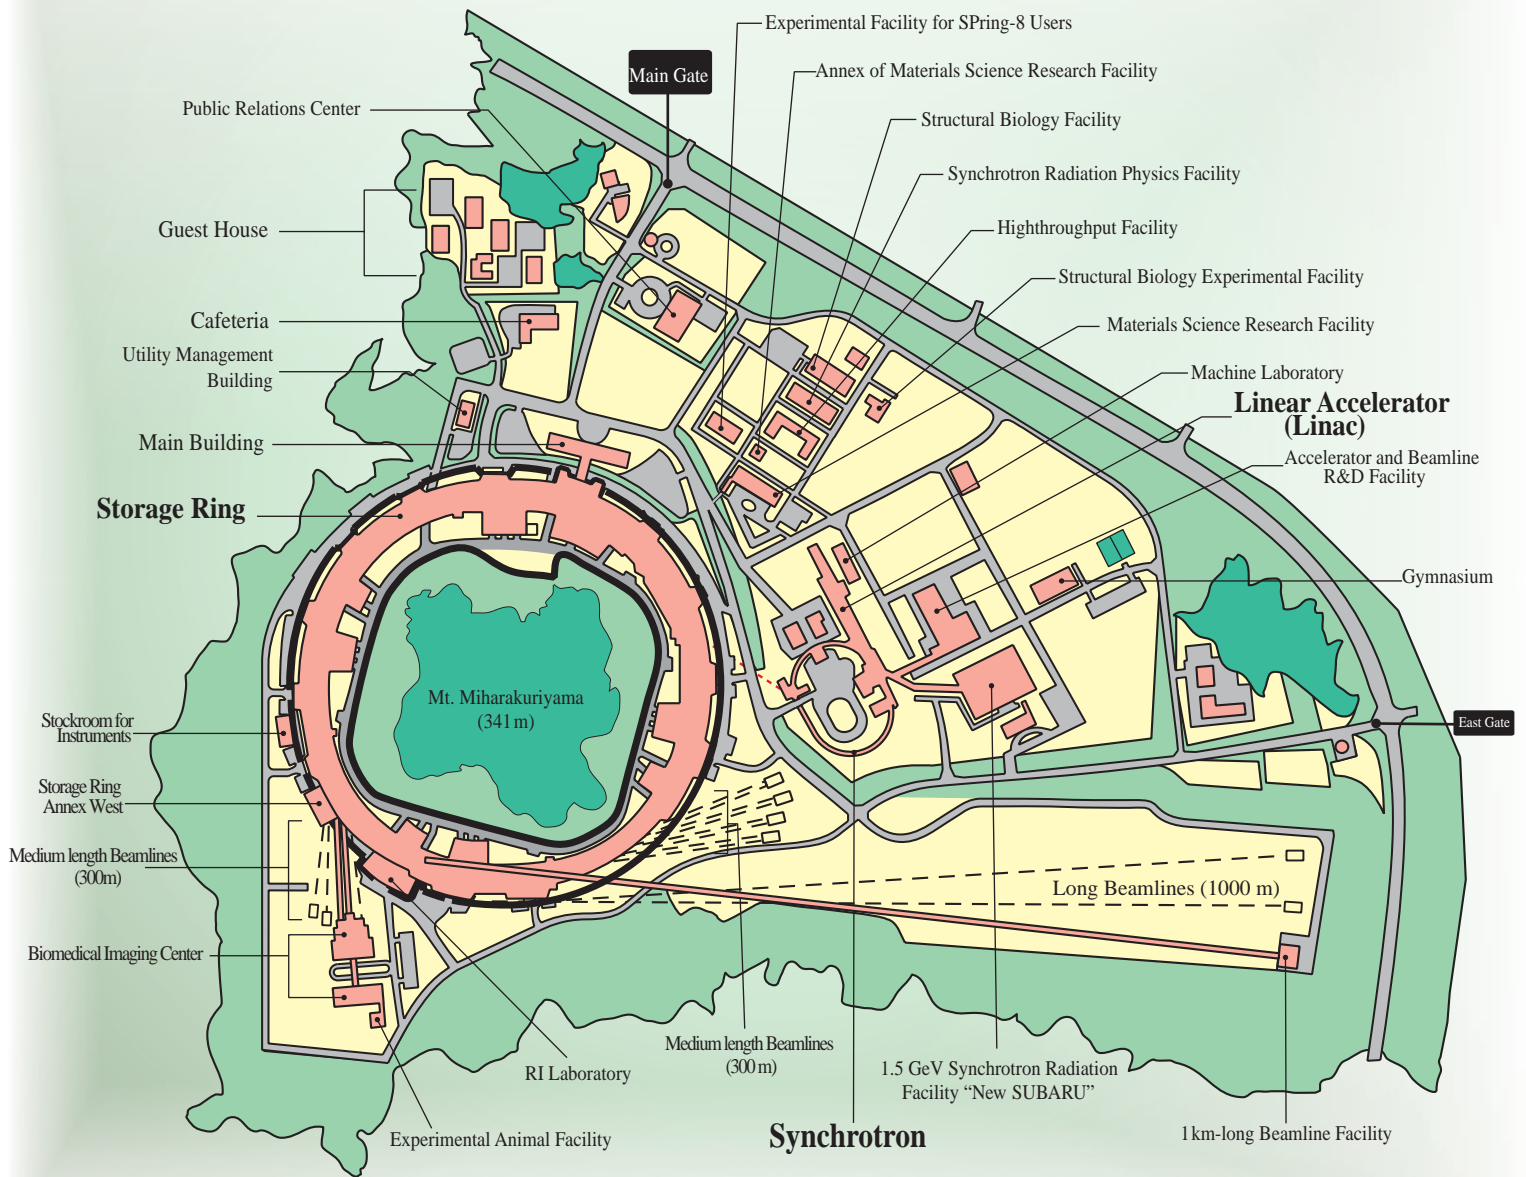 Experimental Facility for SPring-8 Users
Main Gate
Annex of Materials Science Research Facility
Public Relations Center
Structural Biology Facility
Synchrotron Radiation Physics Facility
Guest House
Highthroughput Facility
Structural Biology Experimental Facility
Cafeteria
Materials Science Research Facility
Utility Management
Building
Machine Laboratory
Linear Accelerator
(Linac)
Main Building
Accelerator and Beamline
R&D Facility
Storage Ring
Gymnasium
Mt. Miharakuriyama
(341 m)
Stockroom for
Instruments
East Gate
Storage Ring
Annex West
Medium length Beamlines
(300m)
Long Beamlines (1000 m)
Biomedical Imaging Center
Medium length Beamlines
(300 m)
RI Laboratory
1.5 GeV Synchrotron Radiation
Facility “New SUBARU”
Experimental Animal Facility
Synchrotron
1km-long Beamline Facility